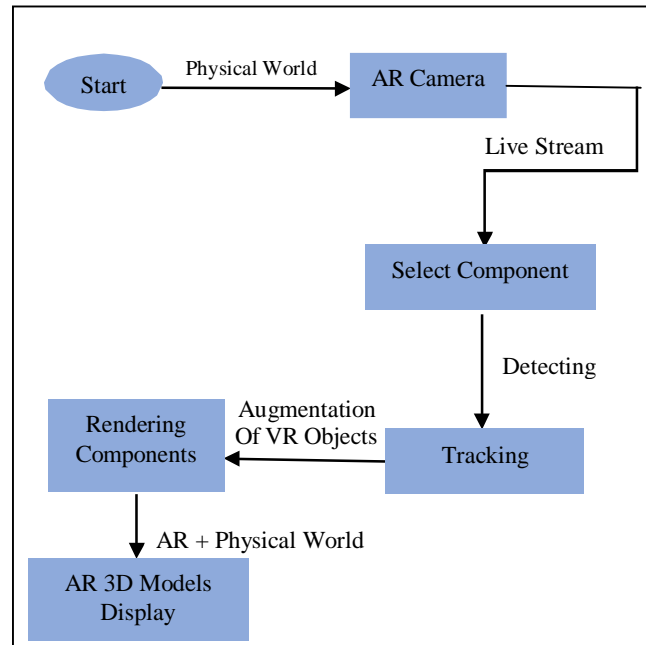 Start
Physical World
AR Camera
Live Stream
Select Component
Detecting
Tracking
Augmentation
Of VR Objects
Rendering
Components
AR + Physical World
AR 3D Models
Display